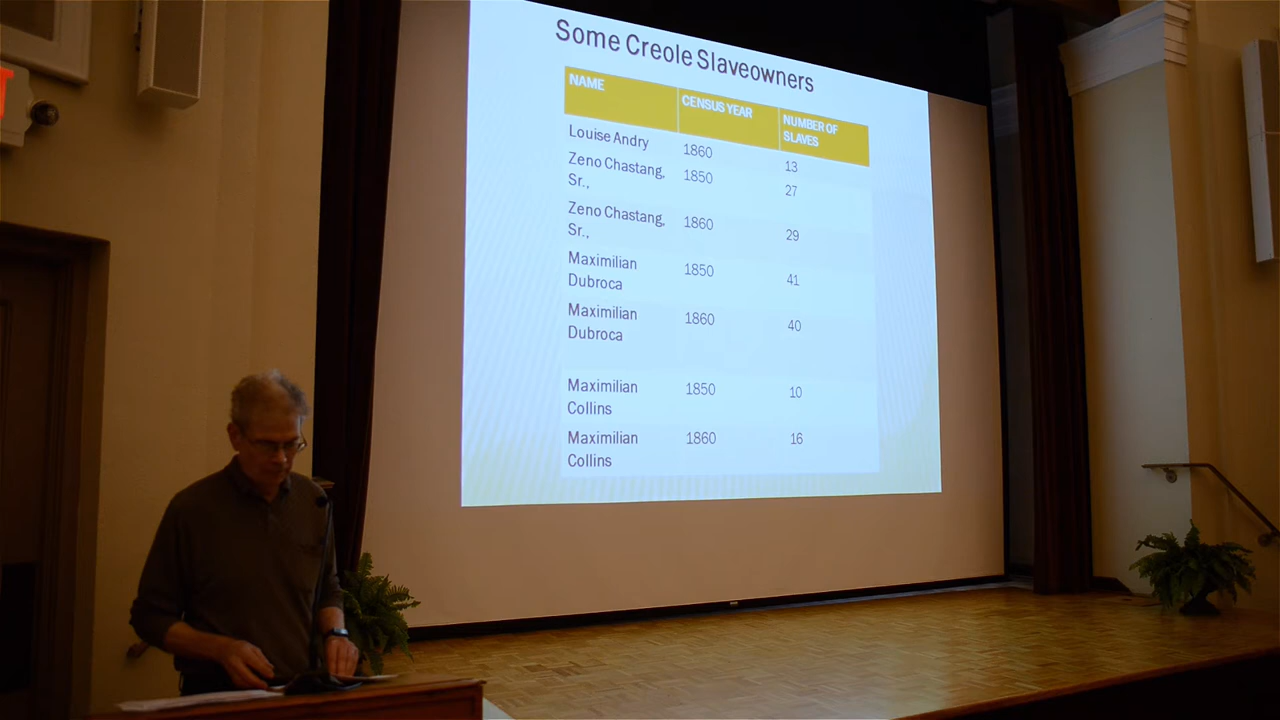 Some Creole Slaveowners
NAME CENSUS YEAR NUMBER OF
SLAVES
Louise Andry 1860 13
Zeno Chastang, 1850 27
Sr.,
Zeno Chastang, 1860 29
Sr.,
Maximilian 1850 41
Dubroca
Maximilian 1860 40
Dubroca
Maximilian 1850 10
Collins
Maximilian 1860 16
Collins